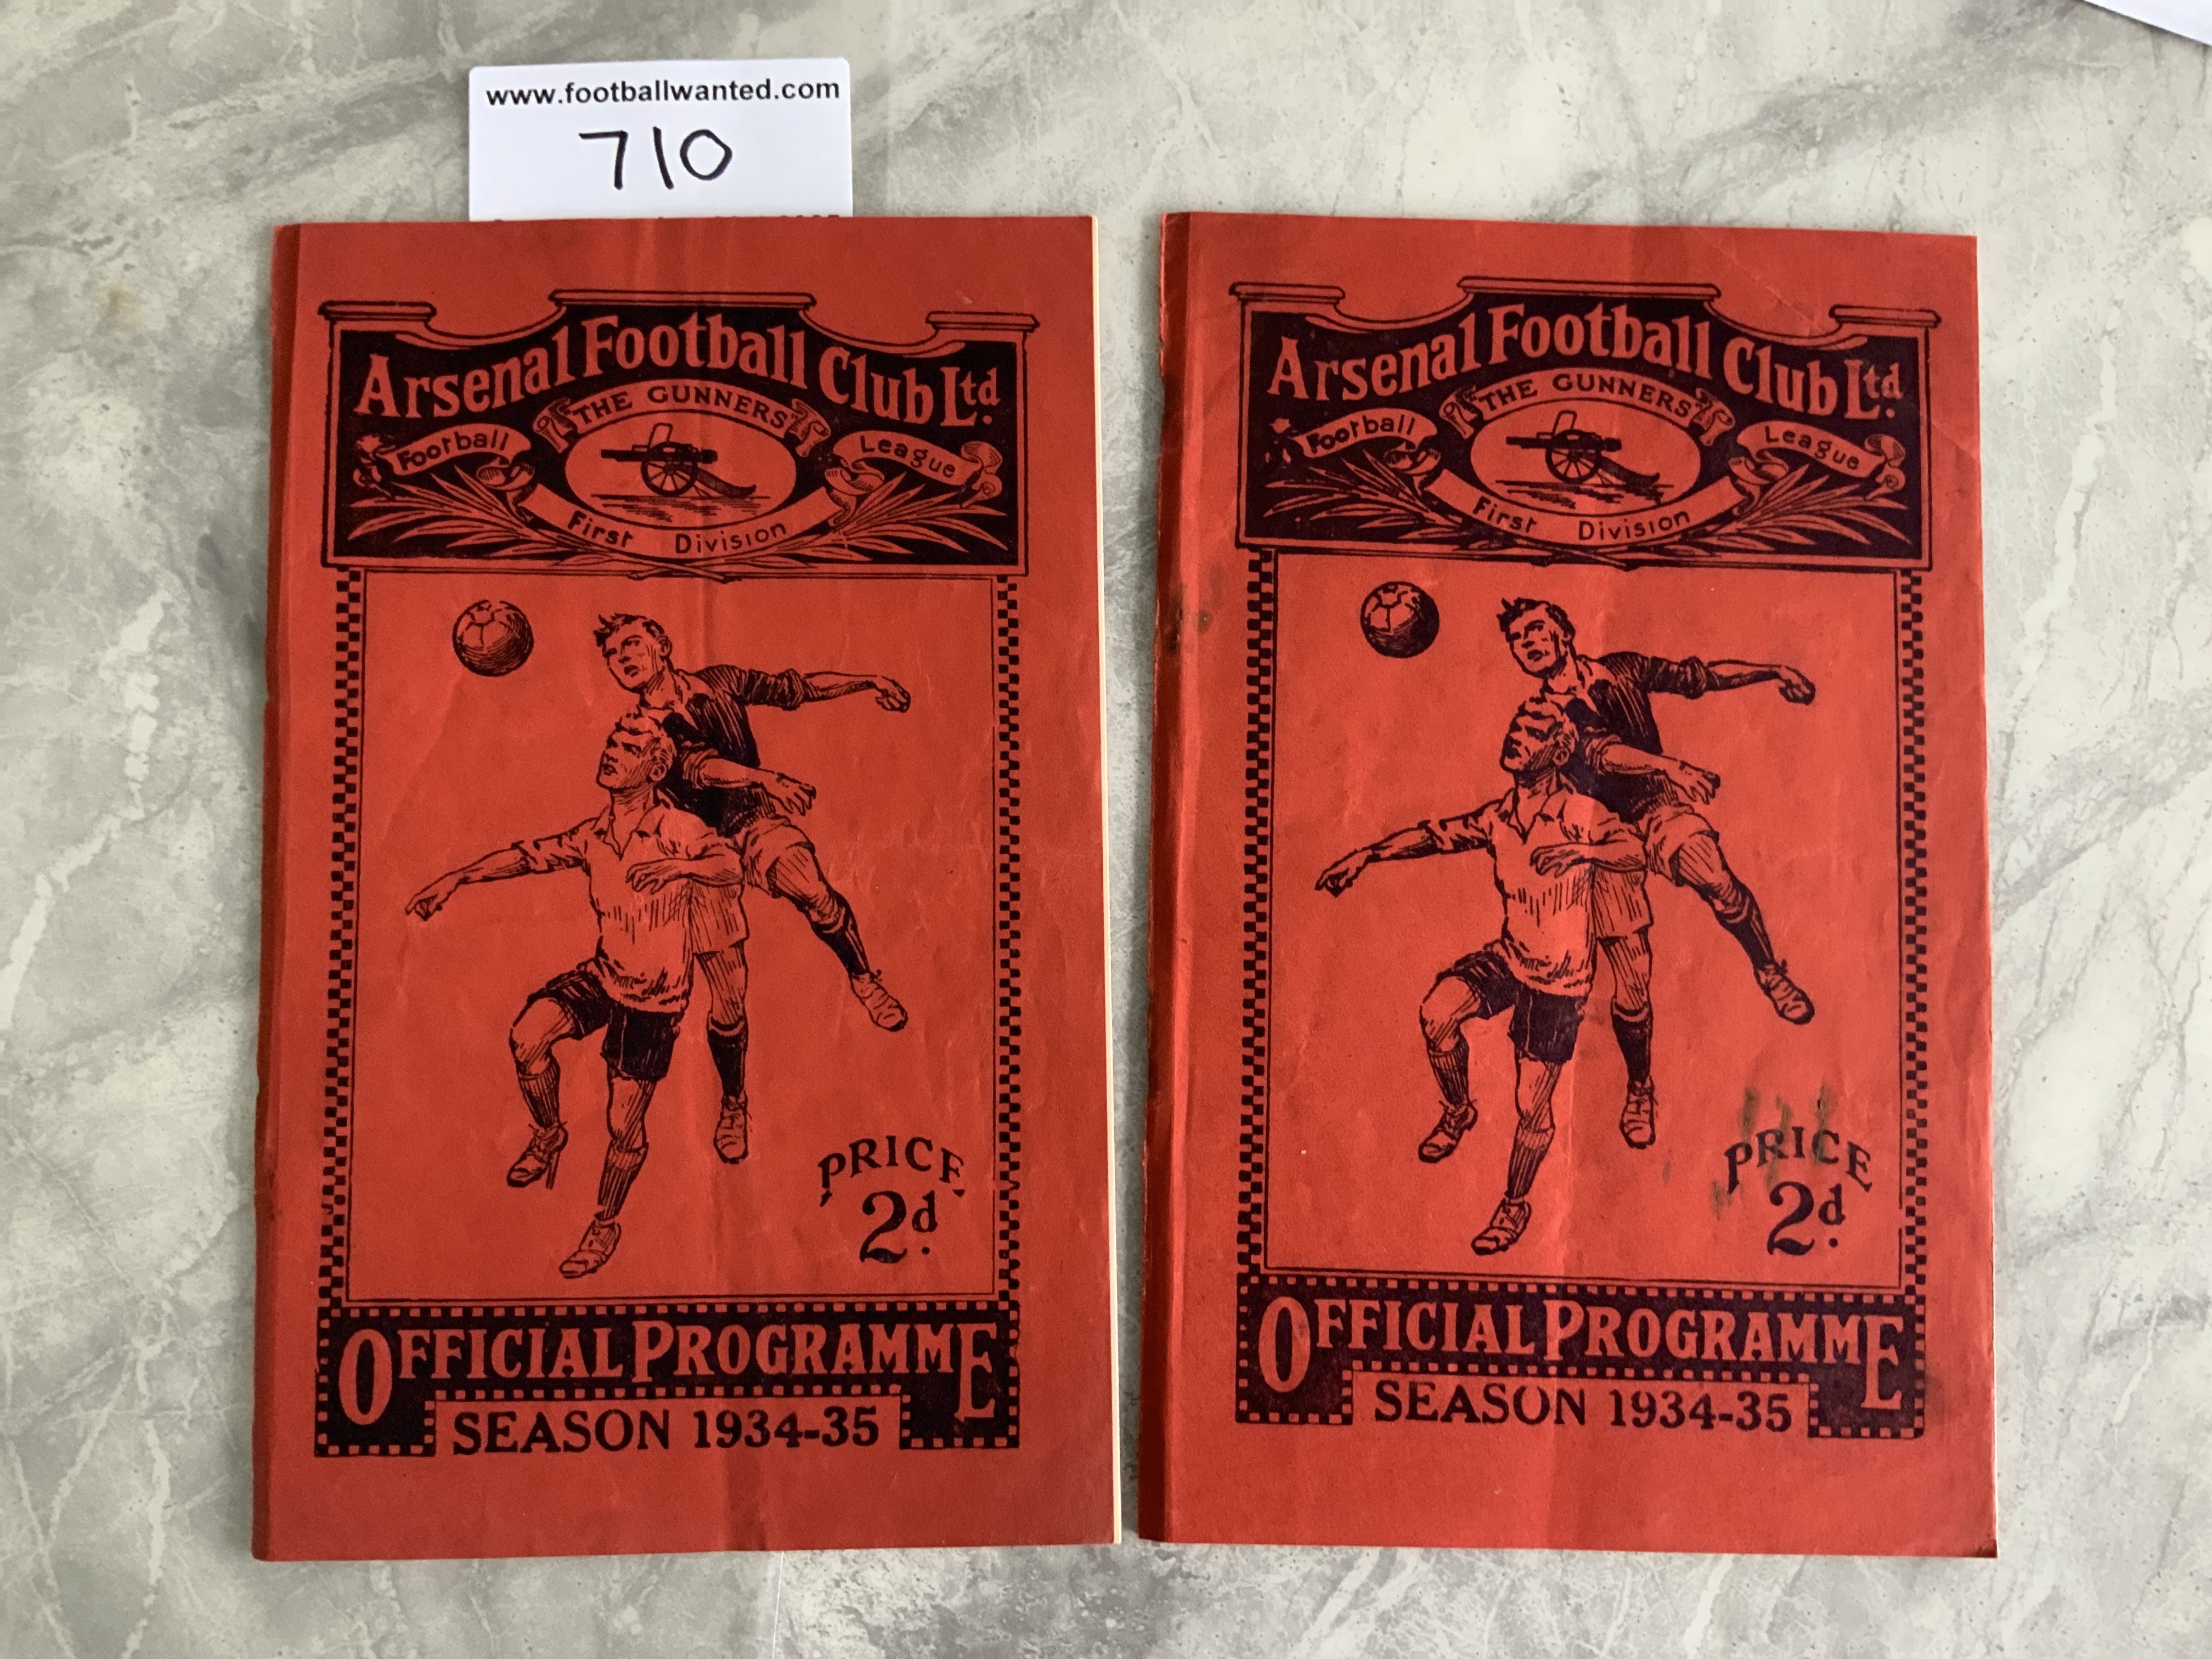 www.footballwanted.com
710
Arsenal Football Club Ltd.
THE GUNNERS
Football League
First Division
PRICE
2d.
OFFICIAL PROGRAMME
SEASON 1934-35
Arsenal Football Club Ltd.
THE GUNNERS
Football League
First Division
PRICE
2d.
OFFICIAL PROGRAMME
SEASON 1934-35